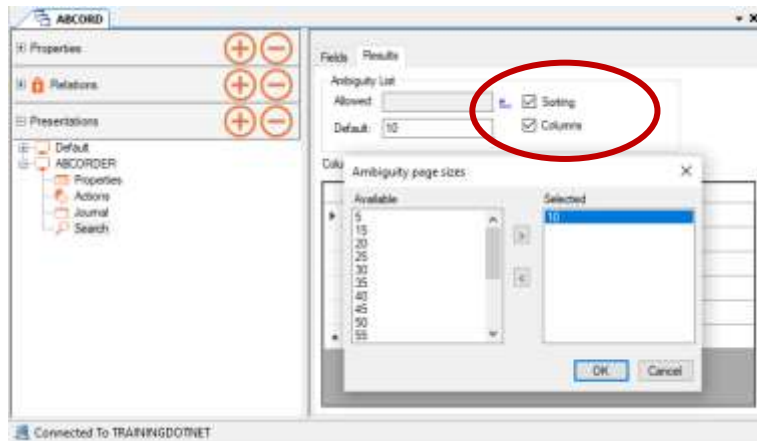 ABCORD
Properties
Relations
Presentations
Default
ABCORDER
Properties
Actions
Journal
Search
Fields Results
Ambiguity List
Allowed: Sorting
Default: 10 Columns
Ambiguity page sizes
Available Selected
5 10
15
20
25
30
35
40
45
50
55
>
<
OK Cancel
Connected To TRAININGDOTNET